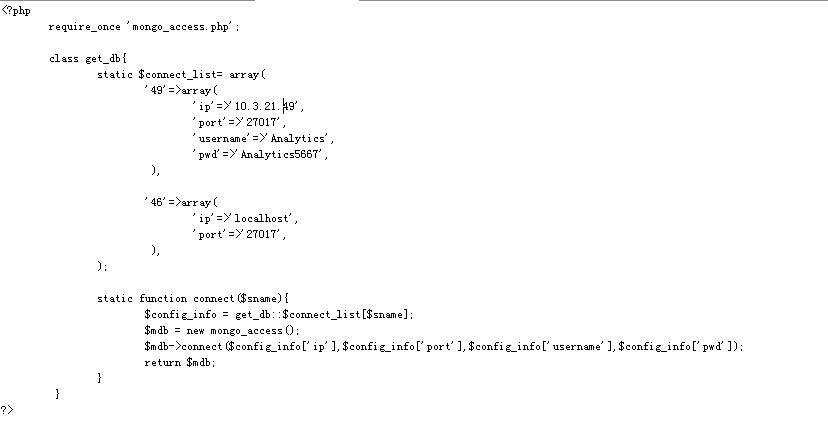 <?php
require_once 'mongo_access.php';
class get_db{
static $connect_list= array(
'49'=>array(
'ip'=>'10.3.21.49',
'port'=>'27017',
'username'=>'Analytics',
'pwd'=>'Analytics5667',
),
'46'=>array(
'ip'=>'localhost',
'port'=>'27017',
),
);
static function connect($sname){
$config_info = get_db::$connect_list[$sname];
$mdb = new mongo_access();
$mdb->connect($config_info['ip'],$config_info['port'],$config_info['username'],$config_info['pwd']);
return $mdb;
}
}
?>